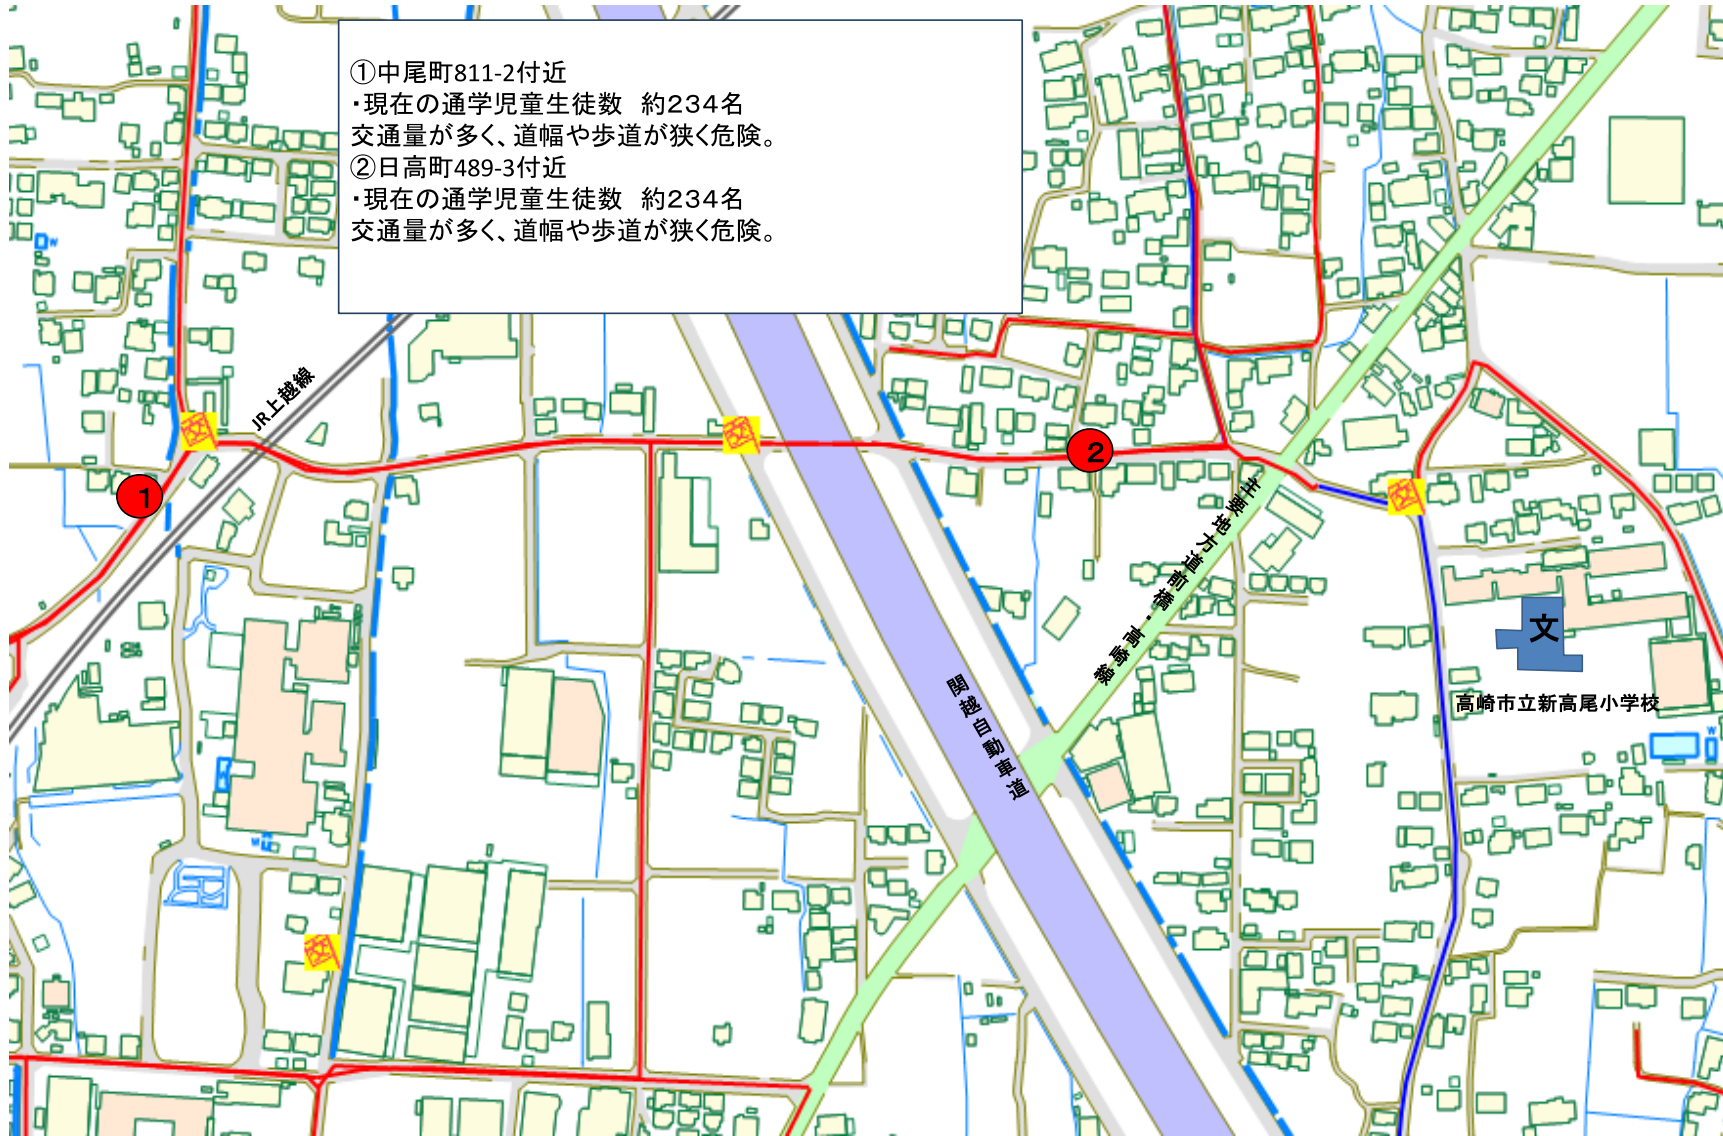 ①中尾町811-2付近
・現在の通学児童生徒数　約２３４名
交通量が多く、道幅や歩道が狭く危険。
②日高町489-3付近
・現在の通学児童生徒数　約２３４名
交通量が多く、道幅や歩道が狭く危険。
JR上越線
交
交
2
1
交
主要地方道前橋・高崎線
文
関越自動車道
高崎市立新高尾小学校
交